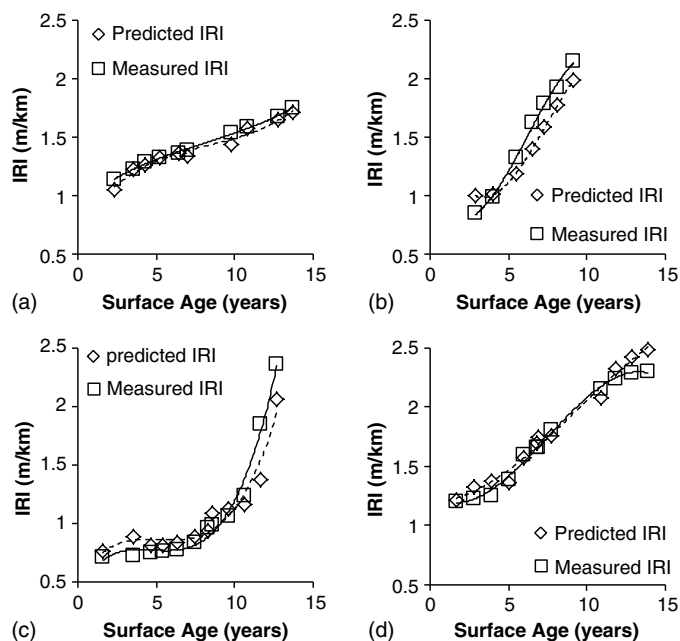 2.5
◇ Predicted IRI
□ Measured IRI
2
1.5
1
0.5
0 5 10 15
IRI (m/km)
Surface Age (years)
(a)
2.5
2
1.5
1
0.5
◇ Predicted IRI
□ Measured IRI
0 5 10 15
IRI (m/km)
Surface Age (years)
(b)
2.5
◇ predicted IRI
□ Measured IRI
2
1.5
1
0.5
0 5 10 15
IRI (m/km)
Surface Age (years)
(c)
2.5
2
1.5
1
0.5
◇ Predicted IRI
□ Measured IRI
0 5 10 15
IRI (m/km)
Surface Age (years)
(d)